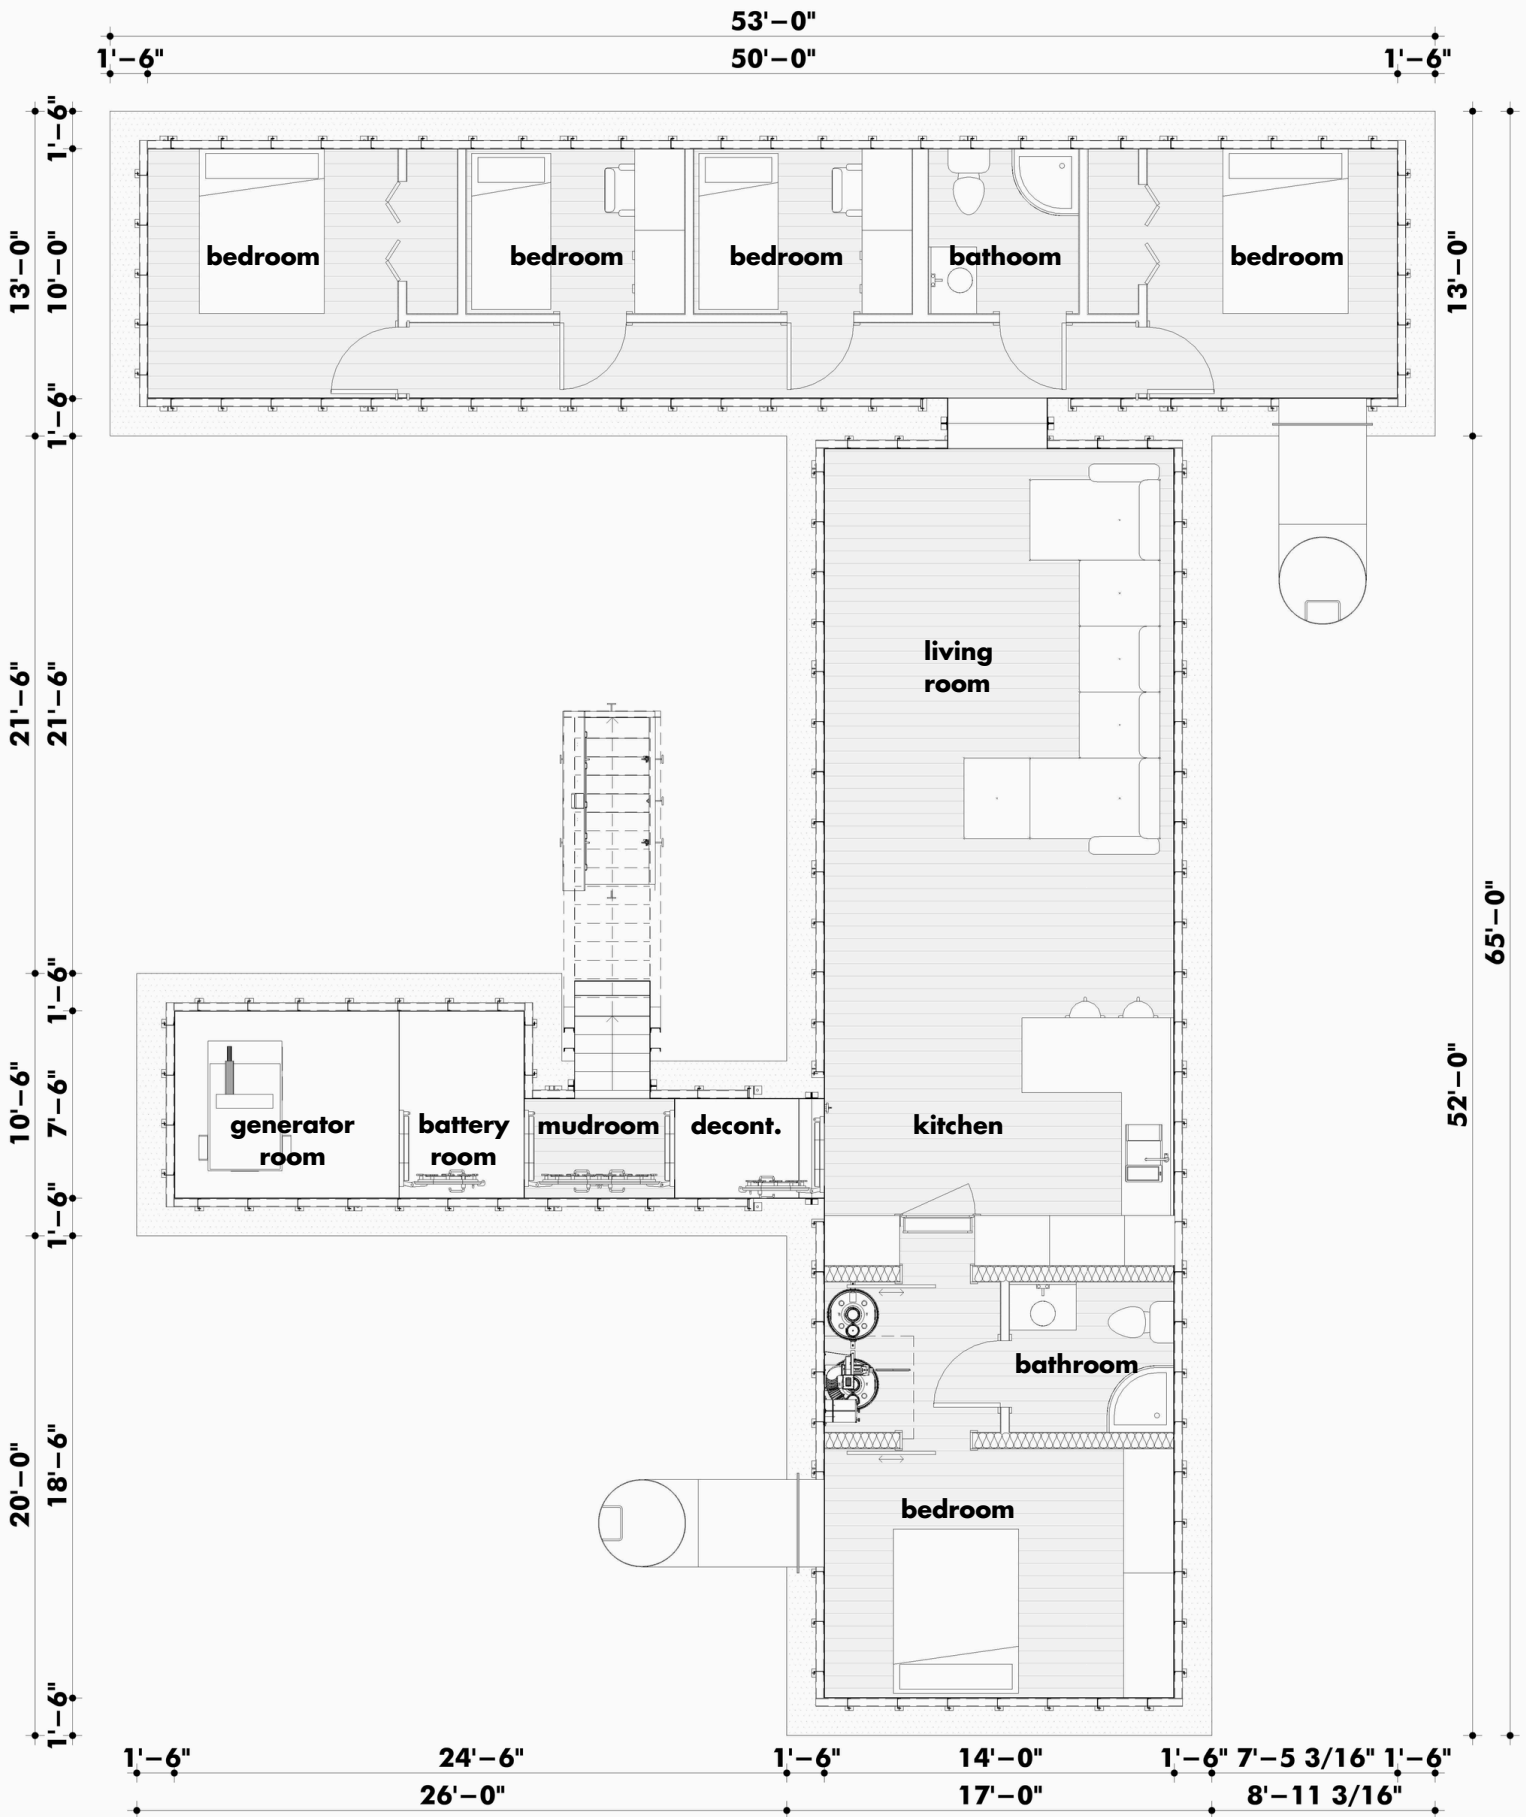 53'–0"
1'–6" 50'–0" 1'–6"
1'–6"
13'–0" 10'–0" 13'–0"
1'–6"
bedroom bedroom bedroom bathoom bedroom
living
room
21'–6" 21'–6"
65'–0"
1'–6"
10'–6" 7'–6" 52'–0"
1'–6"
generator battery mudroom decont. kitchen
room room
bathroom
20'–0" 18'–6"
bedroom
1'–6"
1'–6" 24'–6" 1'–6" 14'–0" 1'–6" 7'–5 3/16" 1'–6"
26'–0" 17'–0" 8'–11 3/16"